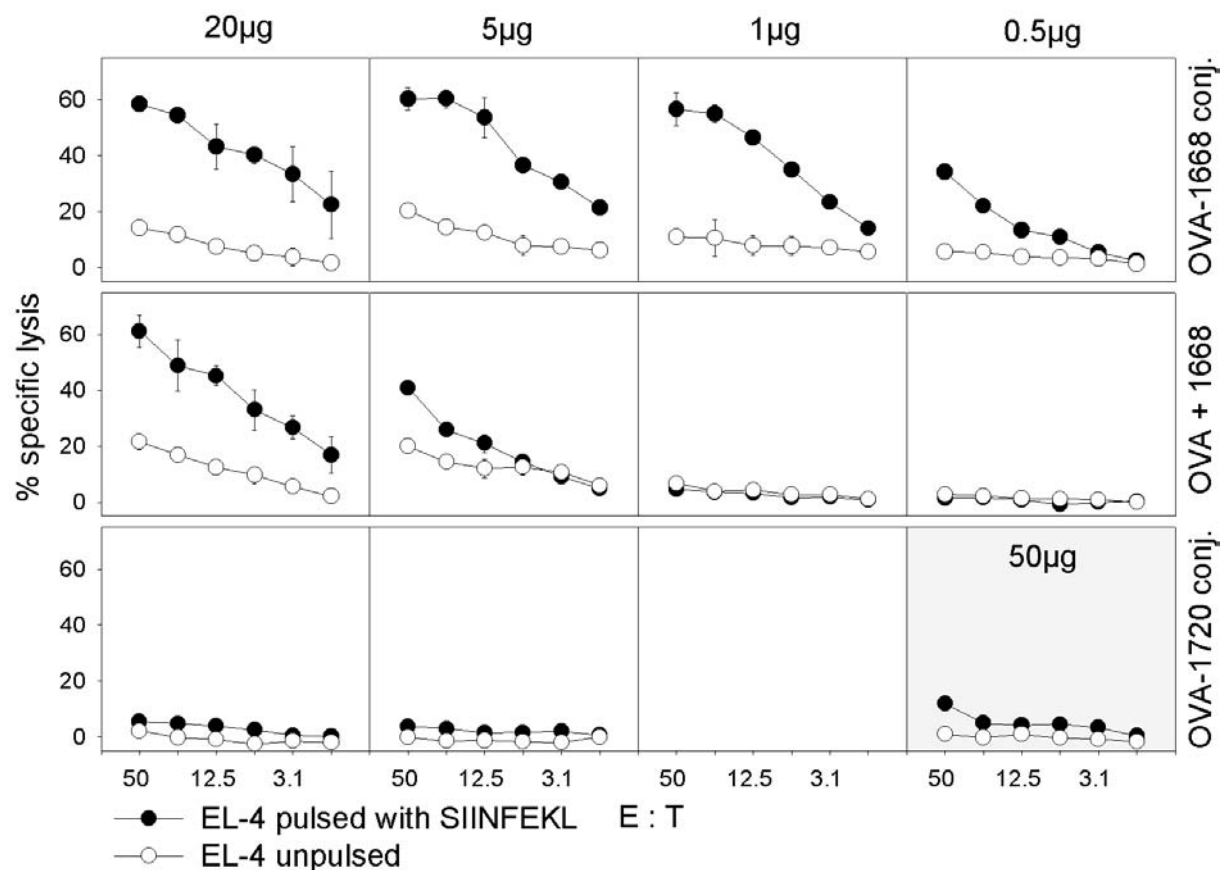 20µg 5µg 1µg 0.5µg
60
40
20
0
OVA-1668 conj.
% specific lysis
60
40
20
0
OVA + 1668
60
40
20
0
50µg
OVA-1720 conj.
50 12.5 3.1 50 12.5 3.1 50 12.5 3.1 50 12.5 3.1
EL-4 pulsed with SIINFEKL E : T
EL-4 unpulsed